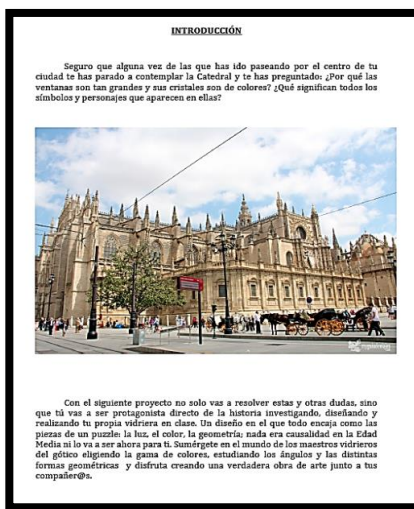 INTRODUCCIÓN
Seguro que alguna vez de las que has ido paseando por el centro de tu
ciudad te has parado a contemplar la Catedral y te has preguntado: ¿Por qué las
ventanas son tan grandes y sus cristales son de colores? ¿Qué significan todos los
símbolos y personajes que aparecen en ellas?
Con el siguiente proyecto no solo vas a resolver estas y otras dudas, sino
que tú vas a ser protagonista directo de la historia investigando, diseñando y
realizando tu propia vidriera en clase. Un diseño en el que todo encaja como las
piezas de un puzzle: la luz, el color, la geometría; nada era causalidad en la Edad
Media ni lo va a ser ahora para ti. Sumérgete en el mundo de los maestros vidrieros
del gótico eligiendo la gama de colores, estudiando los ángulos y las distintas
formas geométricas y disfruta creando una verdadera obra de arte junto a tus
compañer@s.